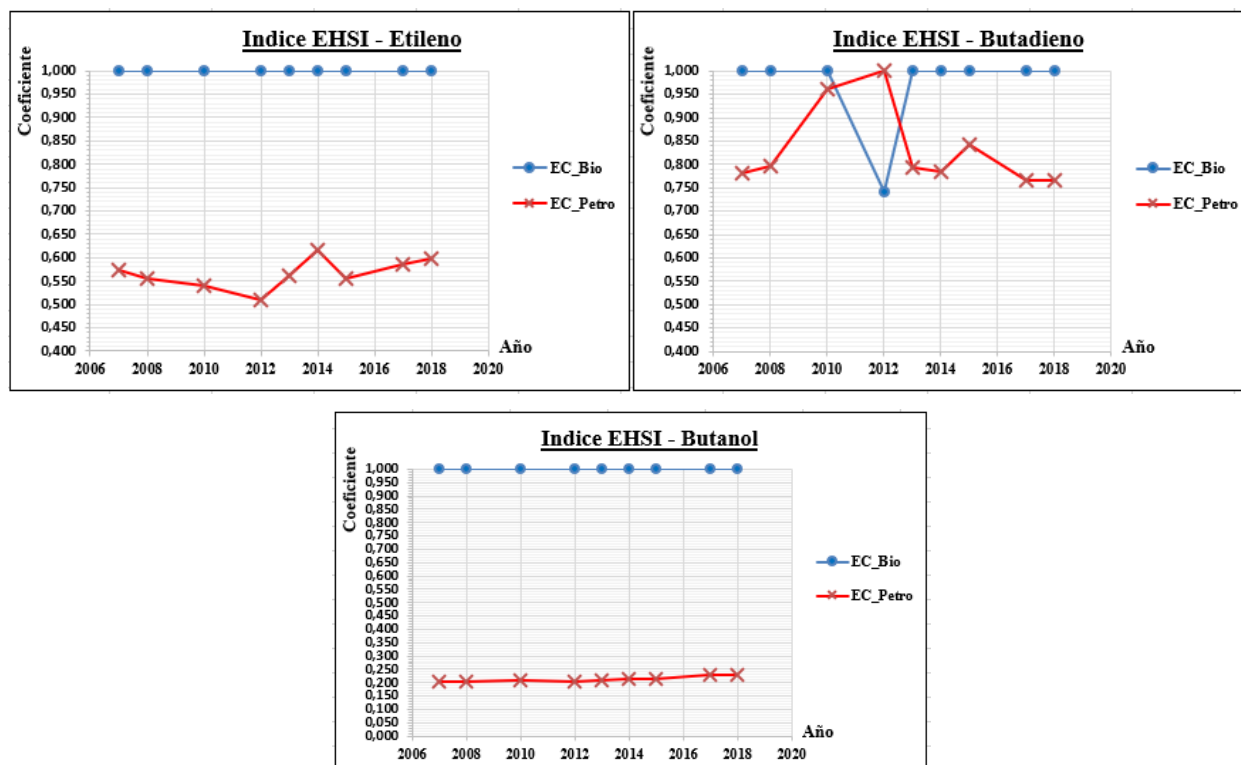 Indice EHSI - Etileno
Coeficiente
1,000
0,950
0,900
0,850
0,800
0,750
0,700
0,650
0,600
0,550
0,500
0,450
0,400
2006 2008 2010 2012 2014 2016 2018 2020
Año
EC_Bio
EC_Petro
Indice EHSI - Butadieno
Coeficiente
1,000
0,950
0,900
0,850
0,800
0,750
0,700
0,650
0,600
0,550
0,500
0,450
0,400
2006 2008 2010 2012 2014 2016 2018 2020
Año
EC_Bio
EC_Petro
Indice EHSI - Butanol
Coeficiente
1,000
0,950
0,900
0,850
0,800
0,750
0,700
0,650
0,600
0,550
0,500
0,450
0,400
0,350
0,300
0,250
0,200
0,150
0,100
0,050
0,000
2006 2008 2010 2012 2014 2016 2018 2020
Año
EC_Bio
EC_Petro